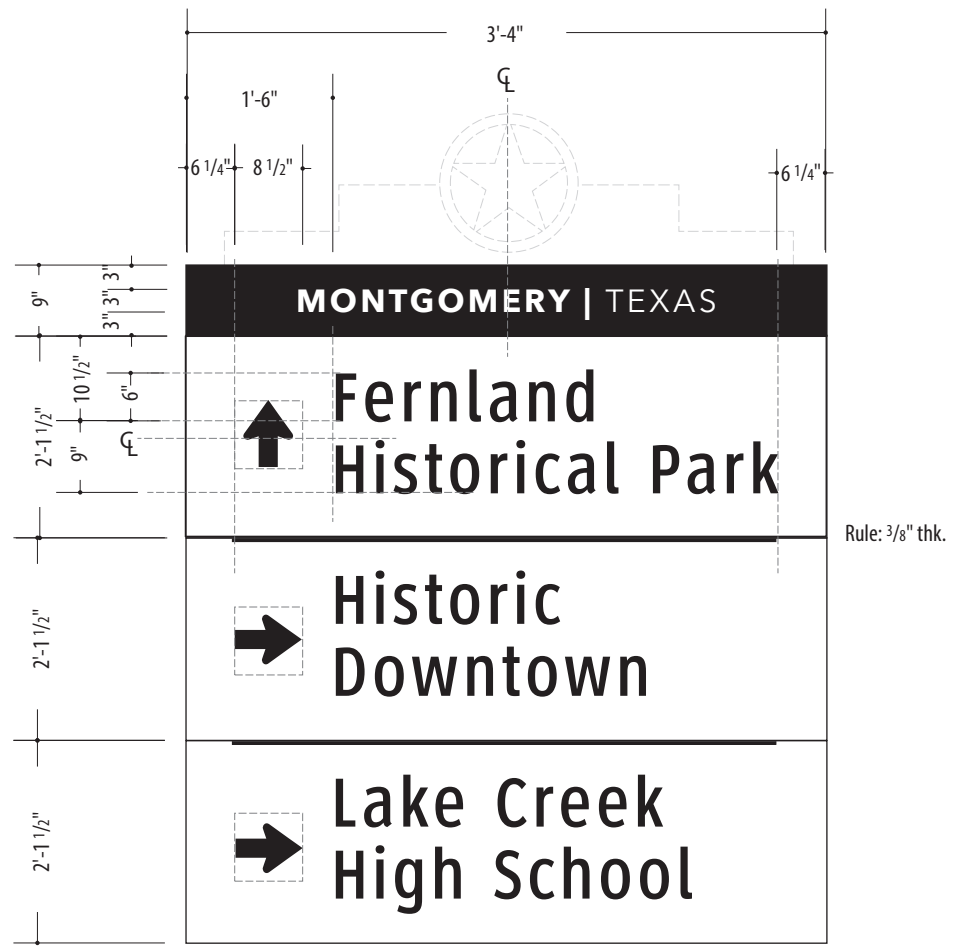 3'-4"
℄
1'-6"
6 1/4" 8 1/2" 6 1/4"
3"
9" 3"
3"
MONTGOMERY | TEXAS
10 1/2"
6"
2'-1 1/2"
9"
℄
Fernland
Historical Park
Rule: 3/8" thk.
2'-1 1/2"
Historic
Downtown
2'-1 1/2"
Lake Creek
High School